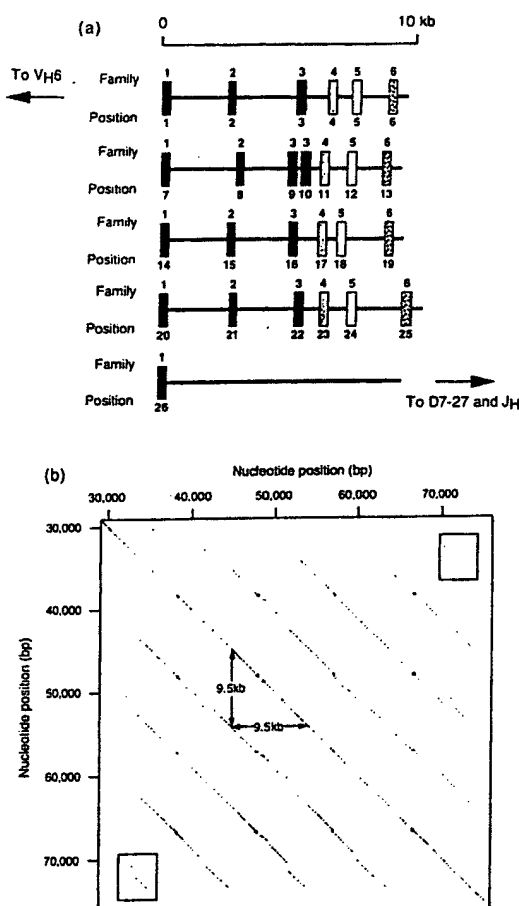 (a)
0 10 kb
To VH6
1 2 3 4 5 6
Family
Position
1 2 3 4 5 6
1 2 3 3 4 5 6
Family
Position
7 8 9 10 11 12 13
1 2 3 4 5 6
Family
Position
14 15 16 17 18 19
1 2 3 4 5 6
Family
Position
20 21 22 23 24 25
1
Family
Position
26
To D7-27 and JH
(b)
Nucleotide position (bp)
30,000 40,000 50,000 60,000 70,000
Nucleotide position (bp)
30,000
40,000
50,000
60,000
70,000
9.5kb
9.5kb